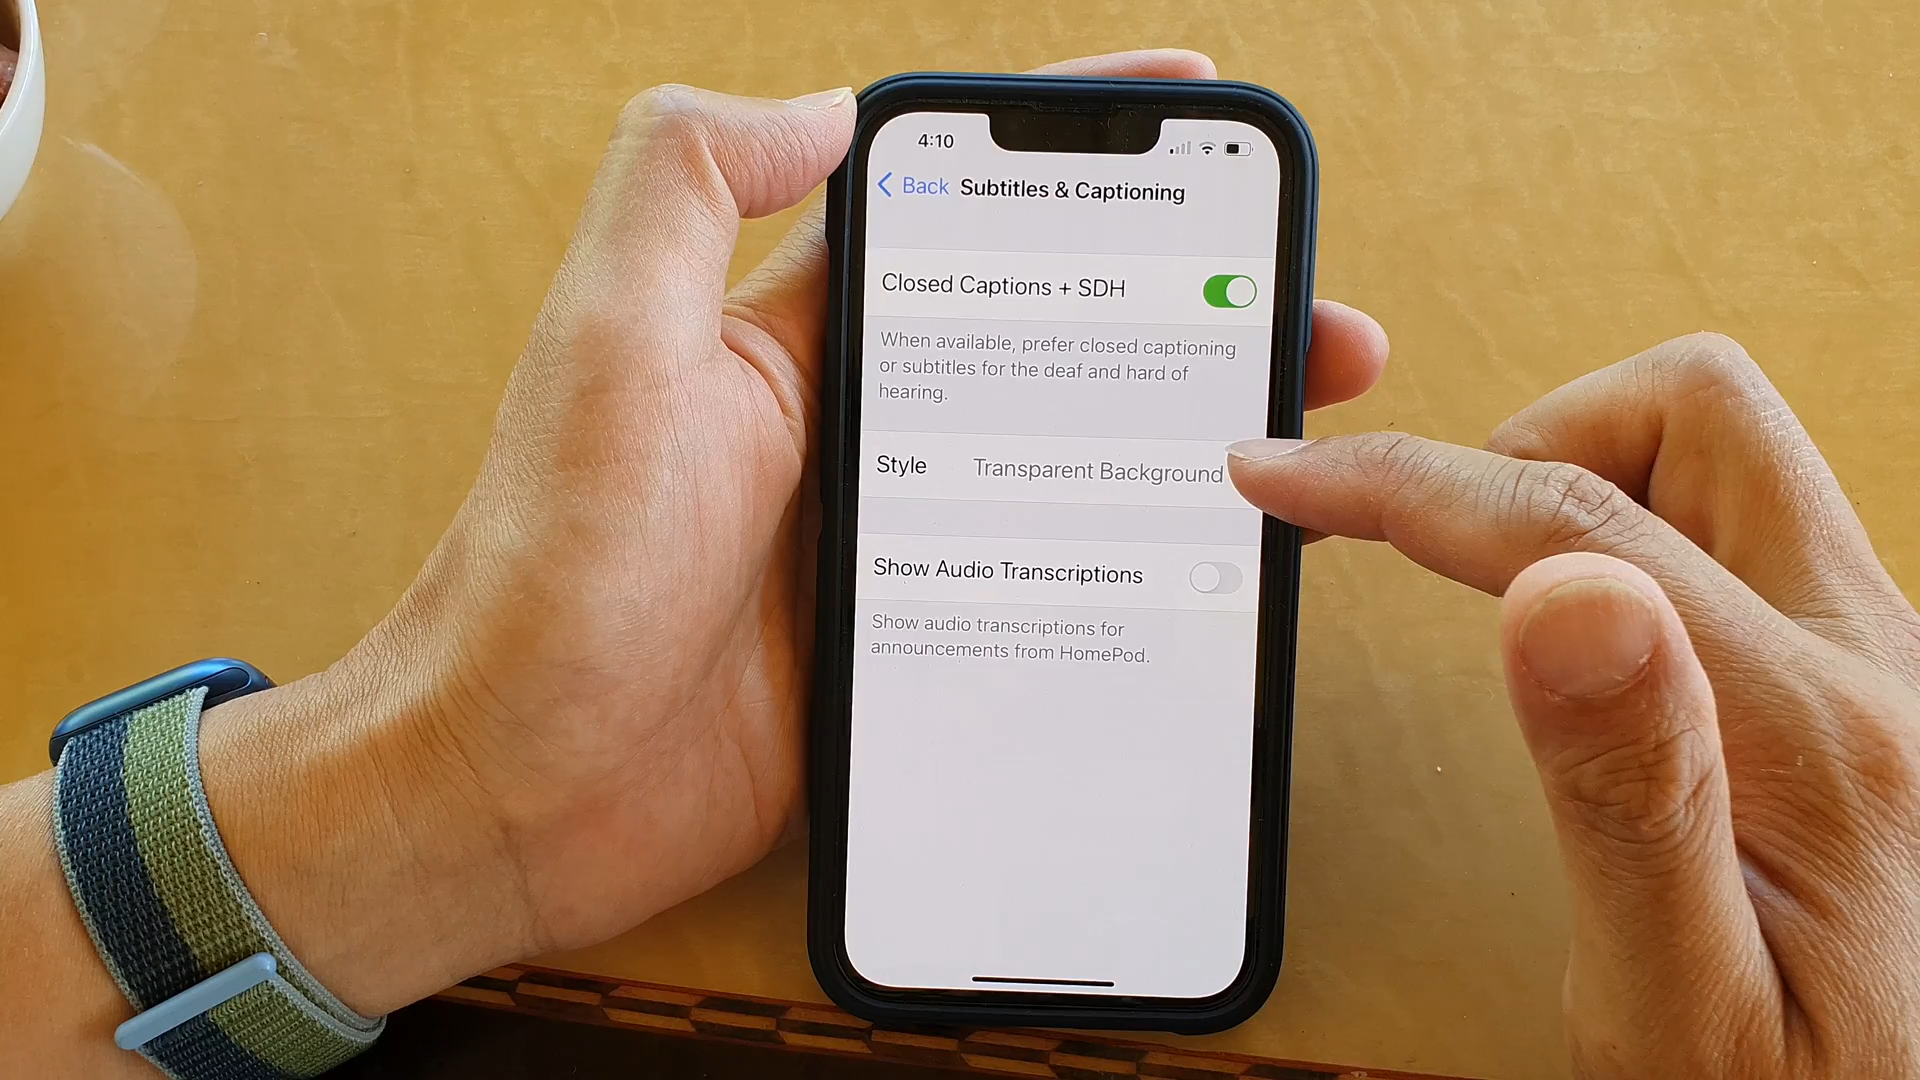 4:10
Back Subtitles & Captioning
Closed Captions + SDH
When available, prefer closed captioning
or subtitles for the deaf and hard of
hearing.
Style Transparent Background
Show Audio Transcriptions
Show audio transcriptions for
announcements from HomePod.